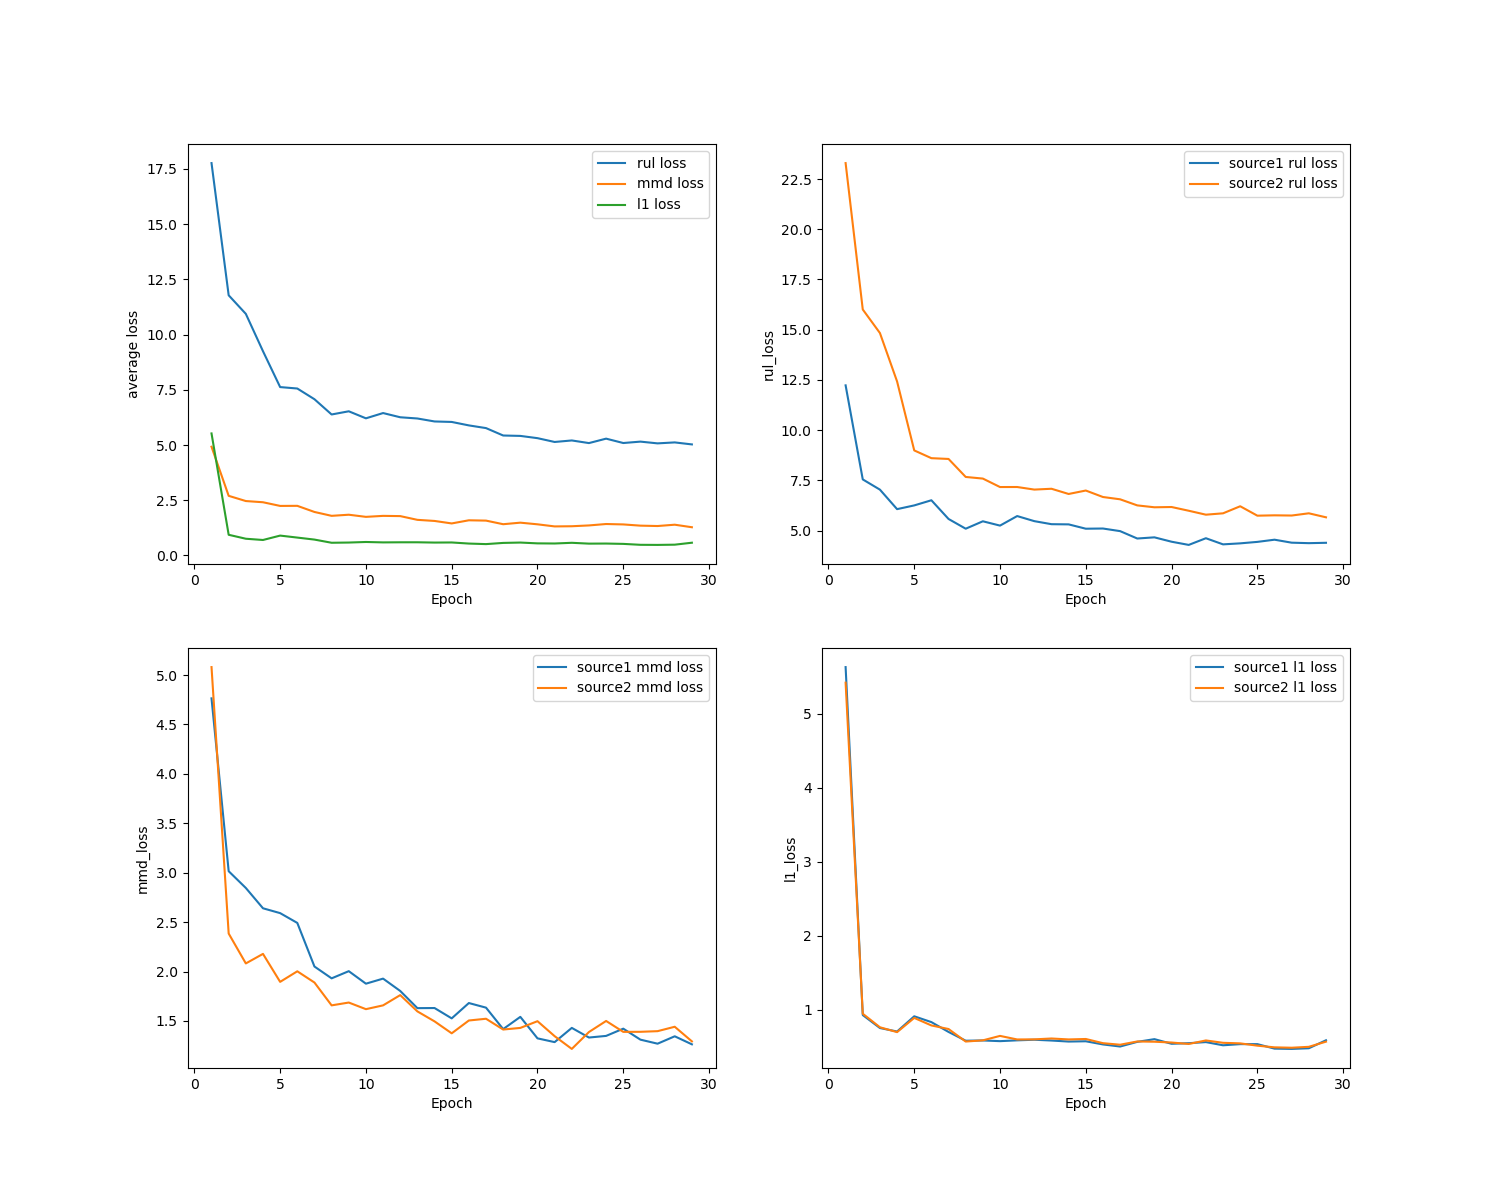 average loss
17.5
15.0
12.5
10.0
7.5
5.0
2.5
0.0
0 5 10 15 20 25 30
Epoch
rul loss
mmd loss
l1 loss
rul_loss
22.5
20.0
17.5
15.0
12.5
10.0
7.5
5.0
0 5 10 15 20 25 30
Epoch
source1 rul loss
source2 rul loss
mmd_loss
5.0
4.5
4.0
3.5
3.0
2.5
2.0
1.5
0 5 10 15 20 25 30
Epoch
source1 mmd loss
source2 mmd loss
l1_loss
5
4
3
2
1
0 5 10 15 20 25 30
Epoch
source1 l1 loss
source2 l1 loss